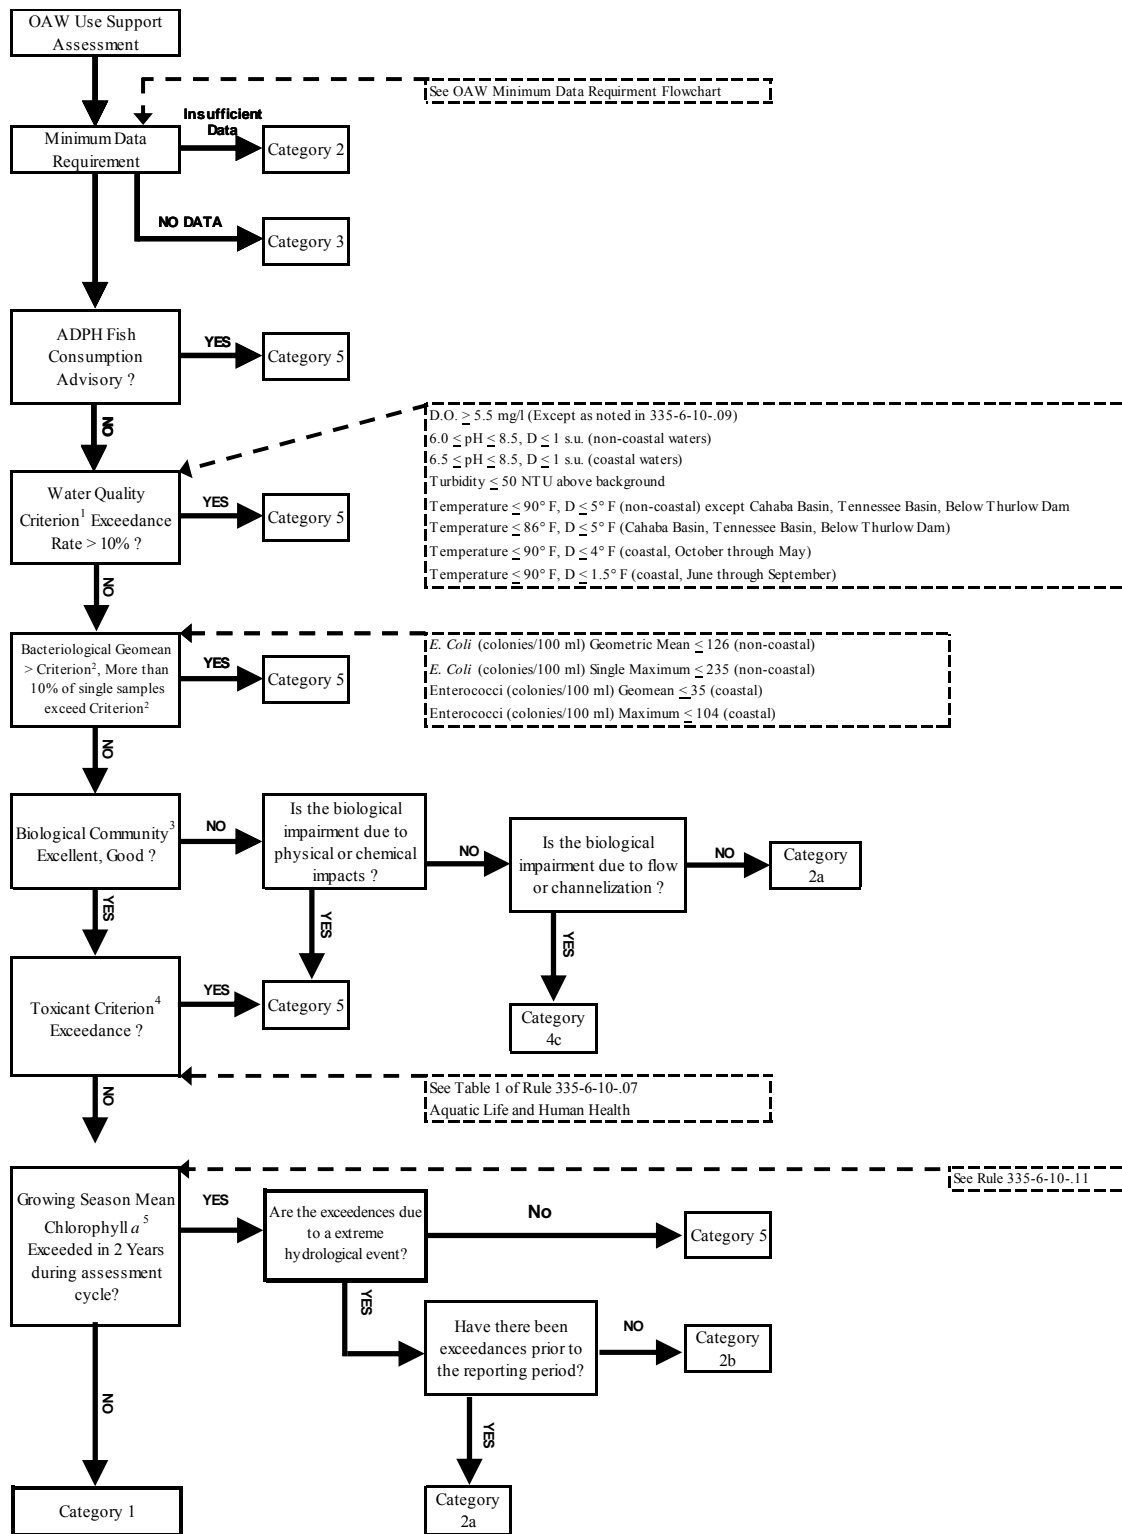 OAW Use Support
Assessment
See OAW Minimum Data Requirment Flowchart
Insufficient
Data
Minimum Data
Requirement
Category 2
NO DATA
Category 3
ADPH Fish
Consumption
Advisory ?
YES
Category 5
NO
D.O. ≥ 5.5 mg/l (Except as noted in 335-6-10-.09)
6.0 ≤ pH ≤ 8.5, D ≤ 1 s.u. (non-coastal waters)
6.5 ≤ pH ≤ 8.5, D ≤ 1 s.u. (coastal waters)
Turbidity ≤ 50 NTU above background
Temperature ≤ 90° F, D ≤ 5° F (non-coastal) except Cahaba Basin, Tennessee Basin, Below Thurlow Dam
Temperature ≤ 86° F, D ≤ 5° F (Cahaba Basin, Tennessee Basin, Below Thurlow Dam)
Temperature ≤ 90° F, D ≤ 4° F (coastal, October through May)
Temperature ≤ 90° F, D ≤ 1.5° F (coastal, June through September)
Water Quality
Criterion¹ Exceedance
Rate > 10% ?
YES
Category 5
NO
Bacteriological Geomean
> Criterion², More than
10% of single samples
exceed Criterion²
YES
Category 5
E. Coli (colonies/100 ml) Geometric Mean ≤ 126 (non-coastal)
E. Coli (colonies/100 ml) Single Maximum ≤ 235 (non-coastal)
Enterococci (colonies/100 ml) Geomean ≤ 35 (coastal)
Enterococci (colonies/100 ml) Maximum ≤ 104 (coastal)
NO
Biological Community³
Excellent, Good ?
NO
Is the biological
impairment due to
physical or chemical
impacts ?
NO
Is the biological
impairment due to flow
or channelization ?
NO
Category
2a
YES
YES
YES
Toxicant Criterion⁴
Exceedance ?
YES
Category 5
Category
4c
NO
See Table 1 of Rule 335-6-10-.07
Aquatic Life and Human Health
See Rule 335-6-10-.11
Growing Season Mean
Chlorophyll a⁵
Exceeded in 2 Years
during assessment
cycle?
YES
Are the exceedences due
to a extreme
hydrological event?
No
Category 5
YES
Have there been
exceedances prior to
the reporting period?
NO
Category
2b
NO
YES
Category 1
Category
2a